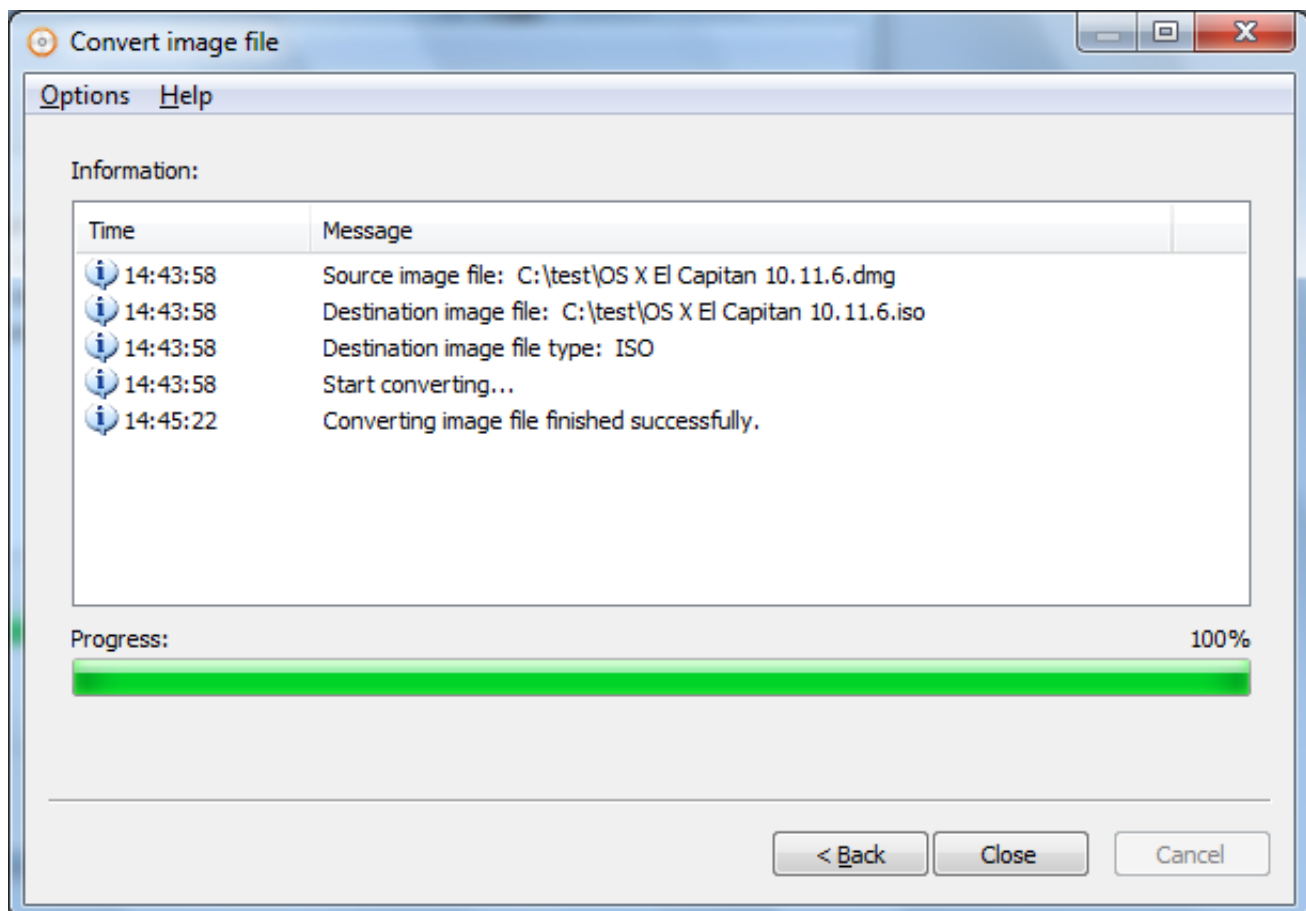 Convert image file
Options Help
Information:
Time Message
14:43:58 Source image file: C:\test\OS X El Capitan 10.11.6.dmg
14:43:58 Destination image file: C:\test\OS X El Capitan 10.11.6.iso
14:43:58 Destination image file type: ISO
14:43:58 Start converting...
14:45:22 Converting image file finished successfully.
Progress: 100%
< Back Close Cancel